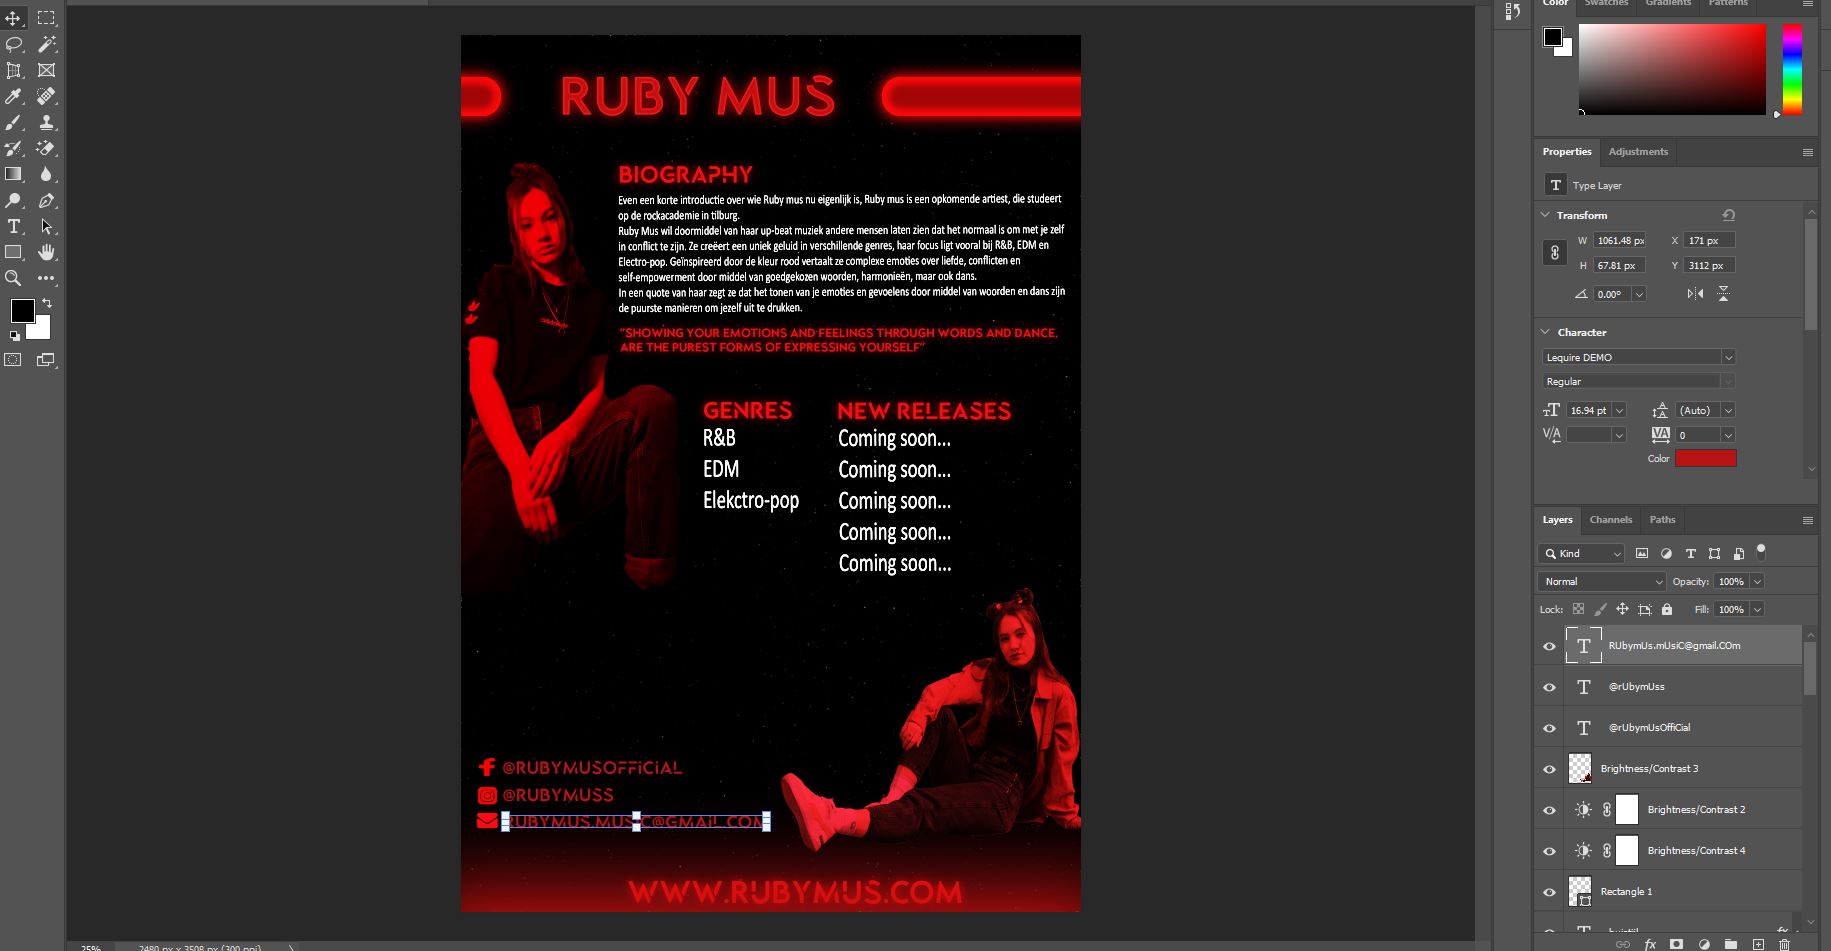 Color Swatches Gradients Patterns
Properties Adjustments
Type Layer
Transform
W 1061.48 px X 171 px
H 67.81 px Y 3112 px
0.00°
Character
Lequire DEMO
Regular
16.94 pt (Auto)
0
Color
Layers Channels Paths
Kind
Normal Opacity: 100%
Lock: Fill: 100%
RUbymUs.mUsiC@gmail.COm
@rUbymUss
@rUbymUsOffiCial
Brightness/Contrast 3
Brightness/Contrast 2
Brightness/Contrast 4
Rectangle 1
RUBY MUS
BIOGRAPHY
Even een korte introductie over wie Ruby mus nu eigenlijk is, Ruby mus is een opkomende artiest, die studeert
op de rockacademie in tilburg.
Ruby Mus wil doormiddel van haar up-beat muziek andere mensen laten zien dat het normaal is om met je zelf
in conflict te zijn. Ze creëert een uniek geluid in verschillende genres, haar focus ligt vooral bij R&B, EDM en
Electro-pop. Geïnspireerd door de kleur rood vertaalt ze complexe emoties over liefde, conflicten en
self-empowerment door middel van goedgekozen woorden, harmonieën, maar ook dans.
In een quote van haar zegt ze dat het tonen van je emoties en gevoelens door middel van woorden en dans zijn
de puurste manieren om jezelf uit te drukken.
"SHOWING YOUR EMOTIONS AND FEELINGS THROUGH WORDS AND DANCE,
ARE THE PUREST FORMS OF EXPRESSING YOURSELF"
GENRES
R&B
EDM
Elekctro-pop
NEW RELEASES
Coming soon...
Coming soon...
Coming soon...
Coming soon...
Coming soon...
@RUBYMUSOFFiCiAL
@RUBYMUSS
RUBYMUS.MUSiC@GMAiL.COM
WWW.RUBYMUS.COM
25% 2480 px x 3508 px (300 ppi)